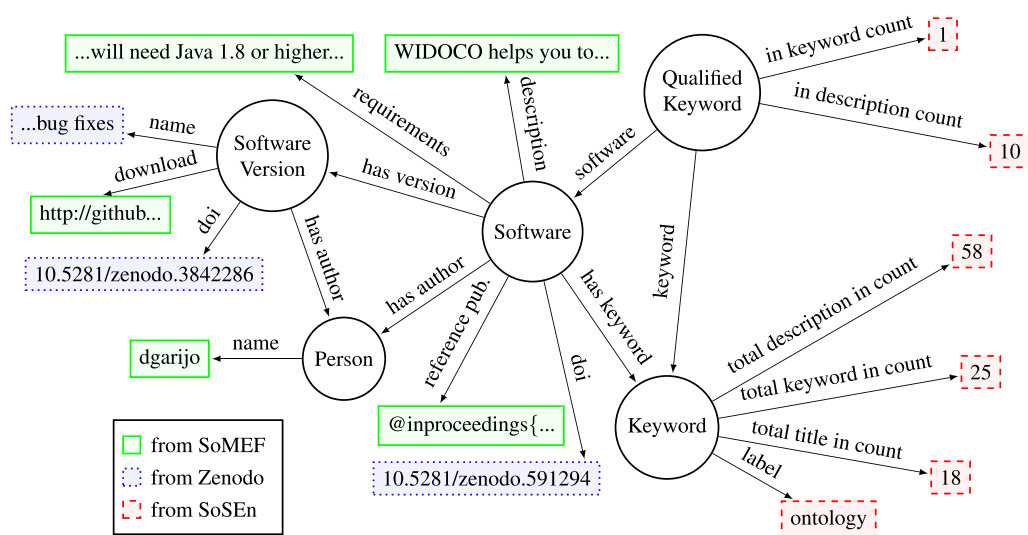 ...will need Java 1.8 or higher...
WIDOCO helps you to...
in keyword count
1
Qualified
Keyword
in description count
10
...bug fixes
name
Software
Version
requirements
description
software
download
has version
http://github...
doi
Software
keyword
58
10.5281/zenodo.3842286
has author
has author
reference pub.
has keyword
total description in count
dgarijo
name
Person
doi
total keyword in count
25
@inproceedings{...
Keyword
total title in count
18
label
10.5281/zenodo.591294
ontology
from SoMEF
from Zenodo
from SoSEn